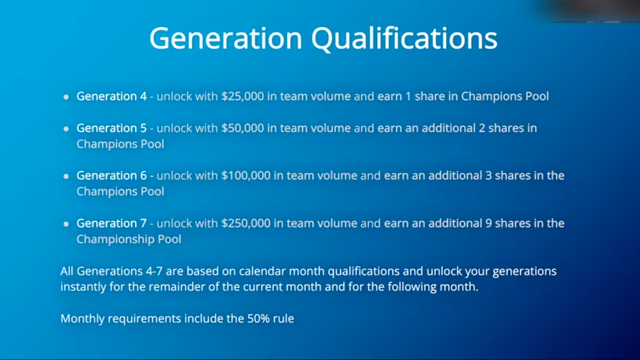 Generation Qualifications
Generation 4 - unlock with $25,000 in team volume and earn 1 share in Champions Pool
Generation 5 - unlock with $50,000 in team volume and earn an additional 2 shares in
Champions Pool
Generation 6 - unlock with $100,000 in team volume and earn an additional 3 shares in the
Champions Pool
Generation 7 - unlock with $250,000 in team volume and earn an additional 9 shares in the
Championship Pool
All Generations 4-7 are based on calendar month qualifications and unlock your generations
instantly for the remainder of the current month and for the following month.
Monthly requirements include the 50% rule